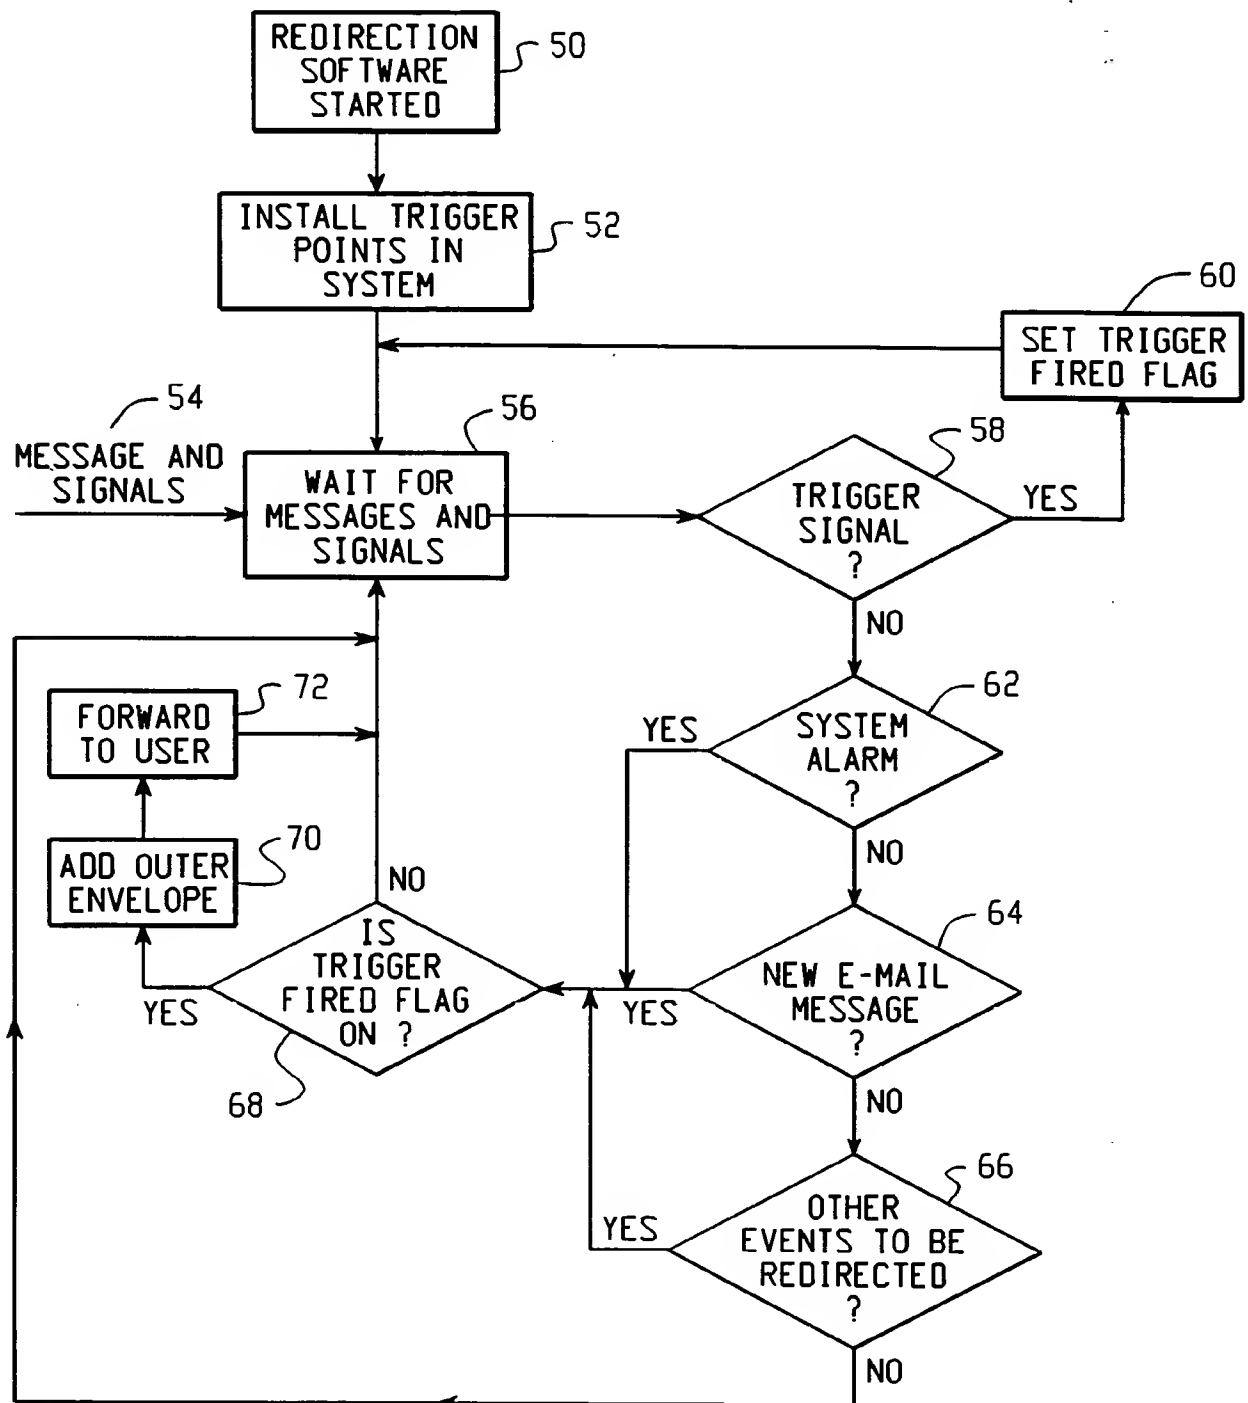 REDIRECTION
SOFTWARE
STARTED
50
INSTALL TRIGGER
POINTS IN
SYSTEM
52
60
SET TRIGGER
FIRED FLAG
54
MESSAGE AND
SIGNALS
56
WAIT FOR
MESSAGES AND
SIGNALS
58
TRIGGER
SIGNAL
?
YES
NO
72
FORWARD
TO USER
62
SYSTEM
ALARM
?
YES
NO
70
ADD OUTER
ENVELOPE
NO
IS
TRIGGER
FIRED FLAG
ON ?
YES
68
64
NEW E-MAIL
MESSAGE
?
YES
NO
66
OTHER
EVENTS TO BE
REDIRECTED
?
YES
NO